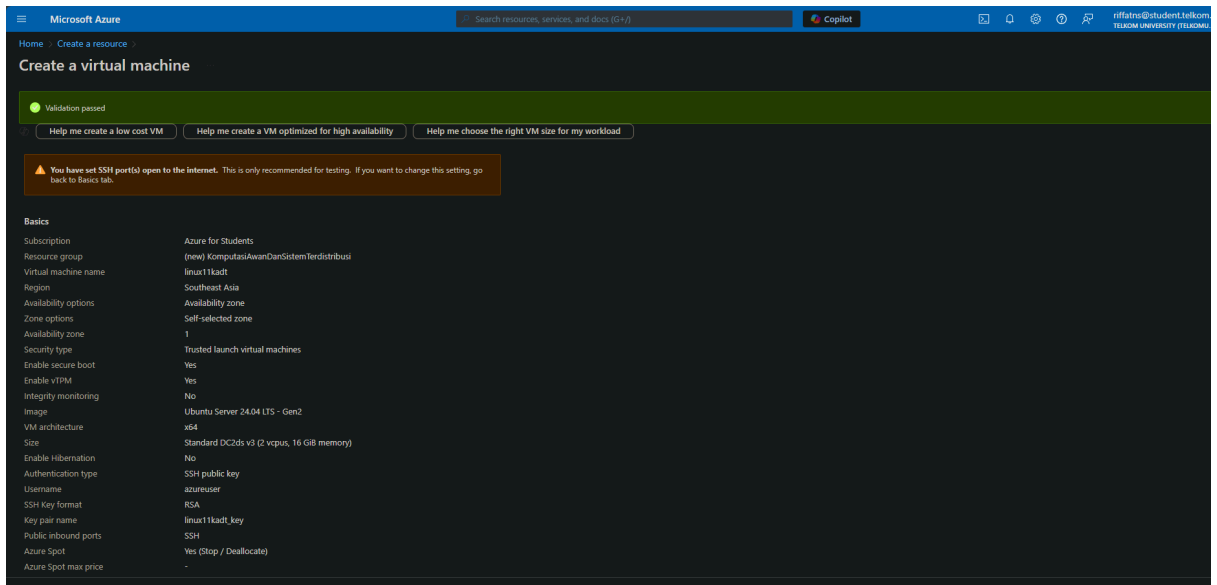 Microsoft Azure
Search resources, services, and docs (G+/)
Copilot
riffatns@student.telkom.
TELKOM UNIVERSITY (TELKOMU.
Home > Create a resource >
Create a virtual machine
Validation passed
Help me create a low cost VM
Help me create a VM optimized for high availability
Help me choose the right VM size for my workload
You have set SSH port(s) open to the internet. This is only recommended for testing. If you want to change this setting, go
back to Basics tab.
Basics
Subscription Azure for Students
Resource group (new) KomputasiAwanDanSistemTerdistribusi
Virtual machine name linux11kadt
Region Southeast Asia
Availability options Availability zone
Zone options Self-selected zone
Availability zone 1
Security type Trusted launch virtual machines
Enable secure boot Yes
Enable vTPM Yes
Integrity monitoring No
Image Ubuntu Server 24.04 LTS - Gen2
VM architecture x64
Size Standard DC2ds v3 (2 vcpus, 16 GiB memory)
Enable Hibernation No
Authentication type SSH public key
Username azureuser
SSH Key format RSA
Key pair name linux11kadt_key
Public inbound ports SSH
Azure Spot Yes (Stop / Deallocate)
Azure Spot max price -